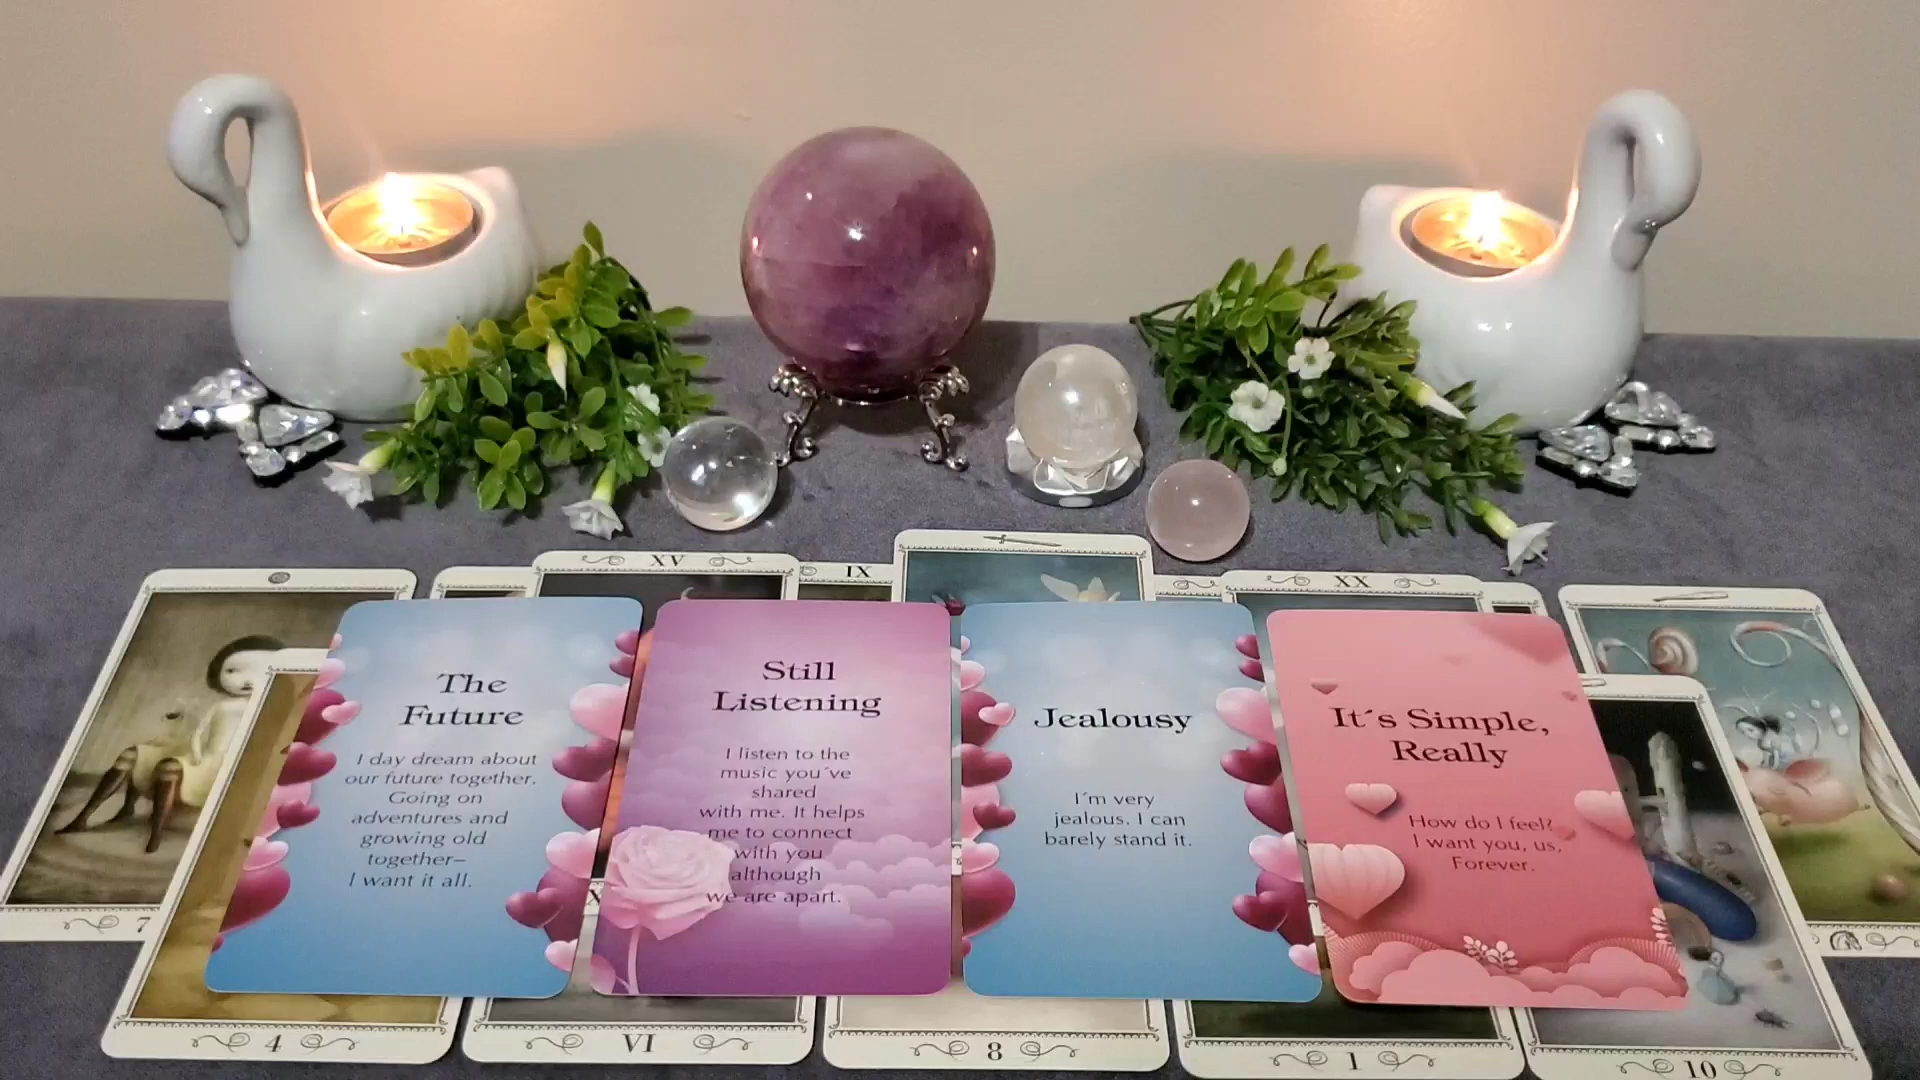 XV
IX
XX
The
Future
I day dream about
our future together.
Going on
adventures and
growing old
together–
I want it all.
Still
Listening
I listen to the
music you´ve
shared
with me. It helps
me to connect
with you
although
we are apart.
Jealousy
I´m very
jealous. I can
barely stand it.
It´s Simple,
Really
How do I feel?
I want you, us,
Forever.
7
4
VI
8
1
10